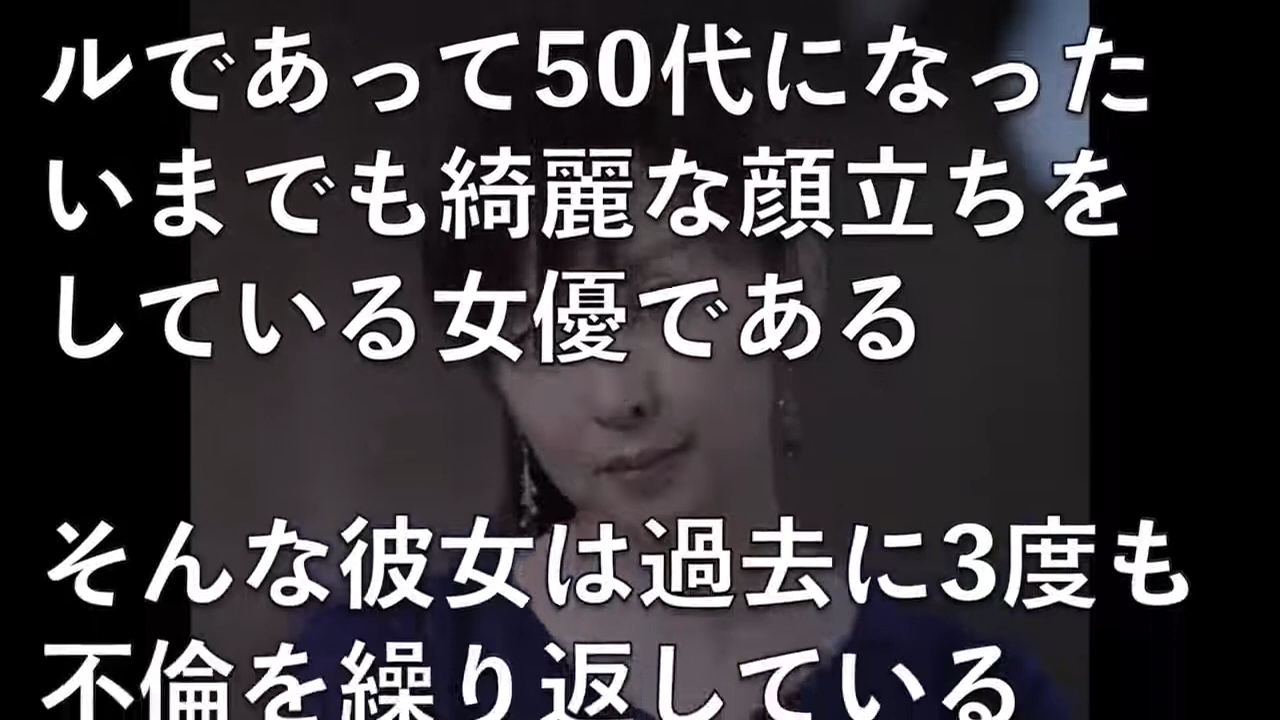 ルであって50代になった
いまでも綺麗な顔立ちを
している女優である
そんな彼女は過去に3度も
不倫を繰り返している